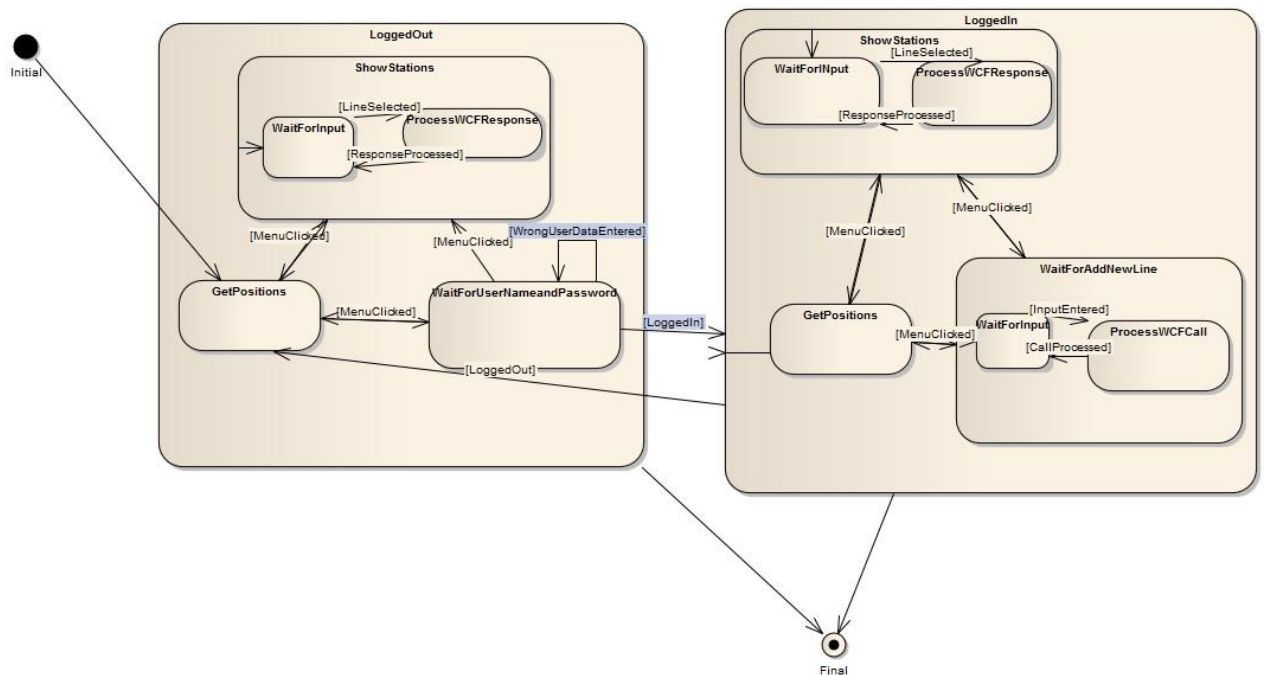 Initial
LoggedOut
ShowStations
[LineSelected]
WaitForInput
ProcessWCFResponse
[ResponseProcessed]
[MenuClicked]
[MenuClicked]
[WrongUserDataEntered]
GetPositions
WaitForUserNameandPassword
[MenuClicked]
[LoggedIn]
[LoggedOut]
LoggedIn
ShowStations
[LineSelected]
WaitForINput
ProcessWCFResponse
[ResponseProcessed]
[MenuClicked]
[MenuClicked]
WaitForAddNewLine
GetPositions
[MenuClicked]
[InputEntered]
WaitForInput
ProcessWCFCall
[CallProcessed]
Final